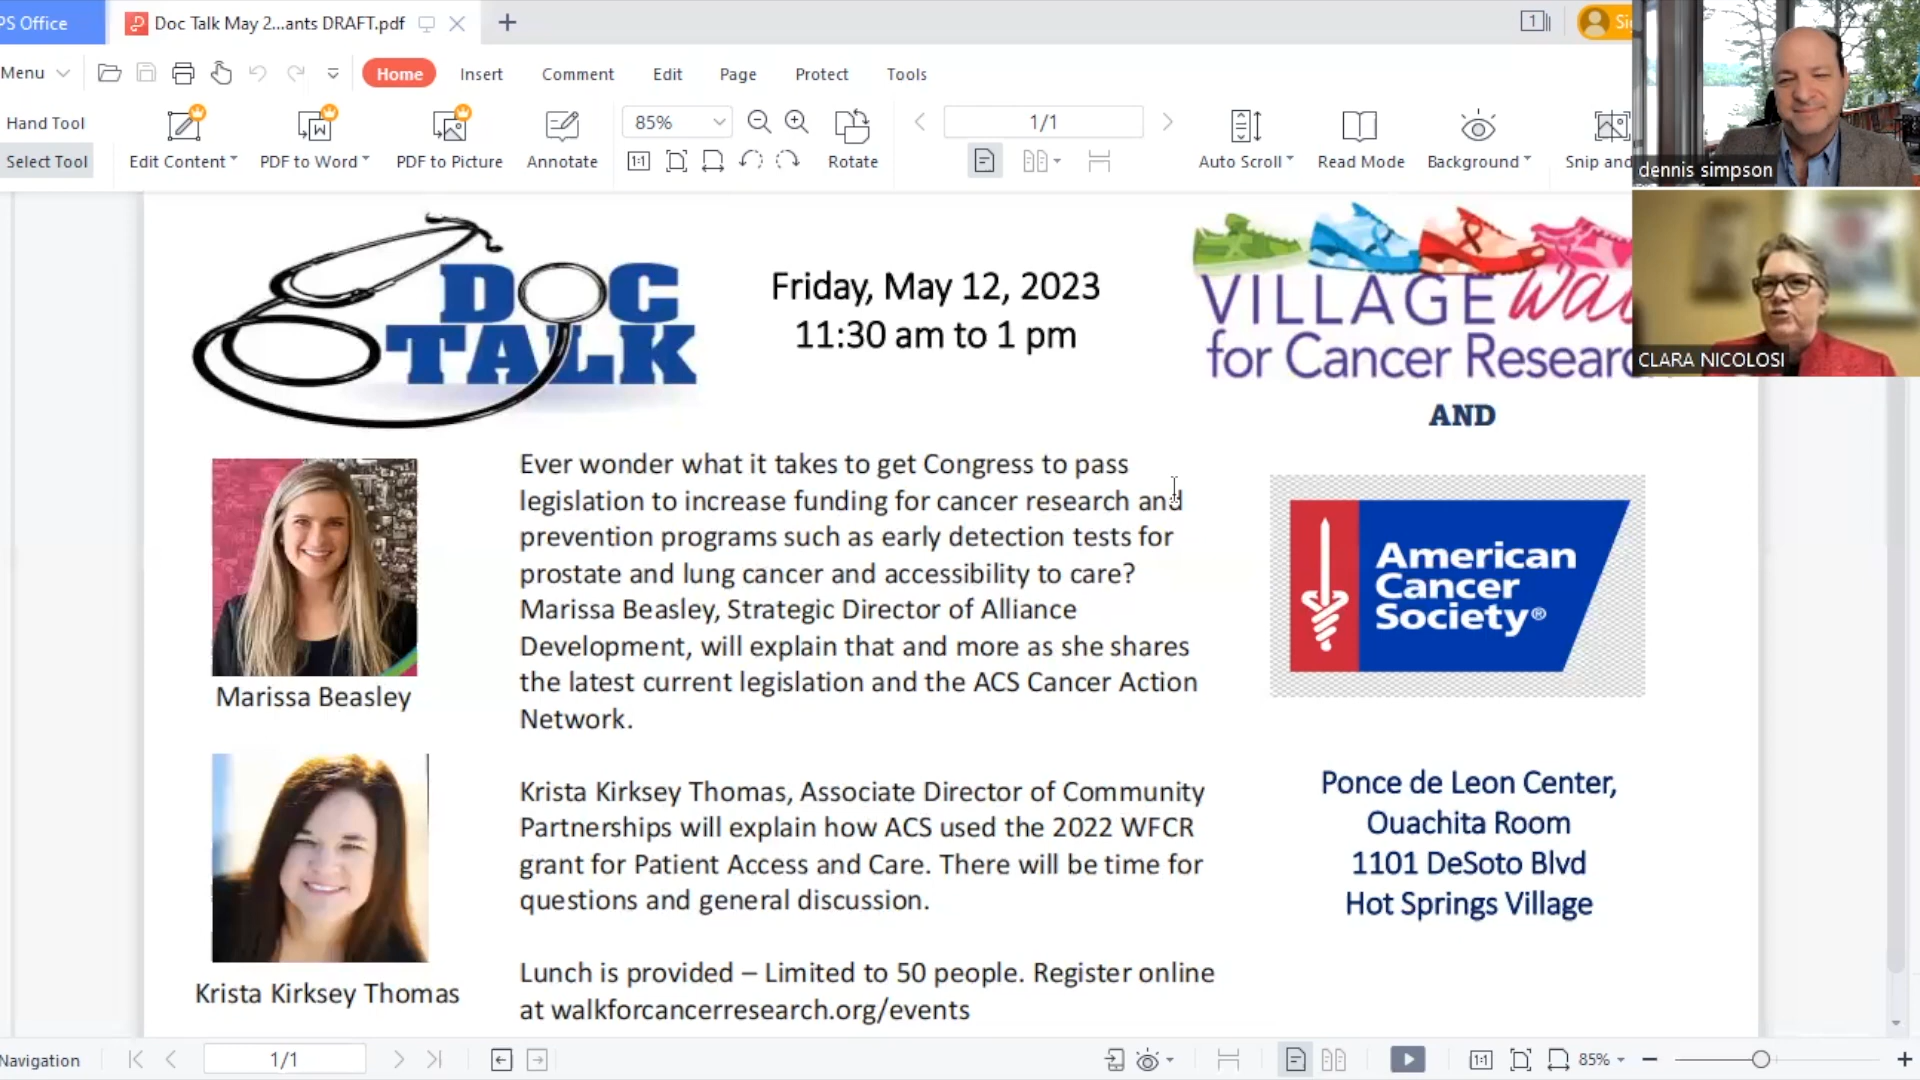 PS Office
Doc Talk May 2...ants DRAFT.pdf
1
Menu
Home
Insert
Comment
Edit
Page
Protect
Tools
Hand Tool
Select Tool
Edit Content
PDF to Word
PDF to Picture
Annotate
85%
1:1
Rotate
1/1
Auto Scroll
Read Mode
Background
Snip and
dennis simpson
CLARA NICOLOSI
DOC
TALK
Friday, May 12, 2023
11:30 am to 1 pm
VILLAGE Wal
for Cancer Researc
AND
Ever wonder what it takes to get Congress to pass
legislation to increase funding for cancer research and
prevention programs such as early detection tests for
prostate and lung cancer and accessibility to care?
Marissa Beasley, Strategic Director of Alliance
Development, will explain that and more as she shares
the latest current legislation and the ACS Cancer Action
Network.
Marissa Beasley
American
Cancer
Society®
Krista Kirksey Thomas, Associate Director of Community
Partnerships will explain how ACS used the 2022 WFCR
grant for Patient Access and Care. There will be time for
questions and general discussion.
Krista Kirksey Thomas
Ponce de Leon Center,
Ouachita Room
1101 DeSoto Blvd
Hot Springs Village
Lunch is provided – Limited to 50 people. Register online
at walkforcancerresearch.org/events
Navigation
1/1
1:1
85%